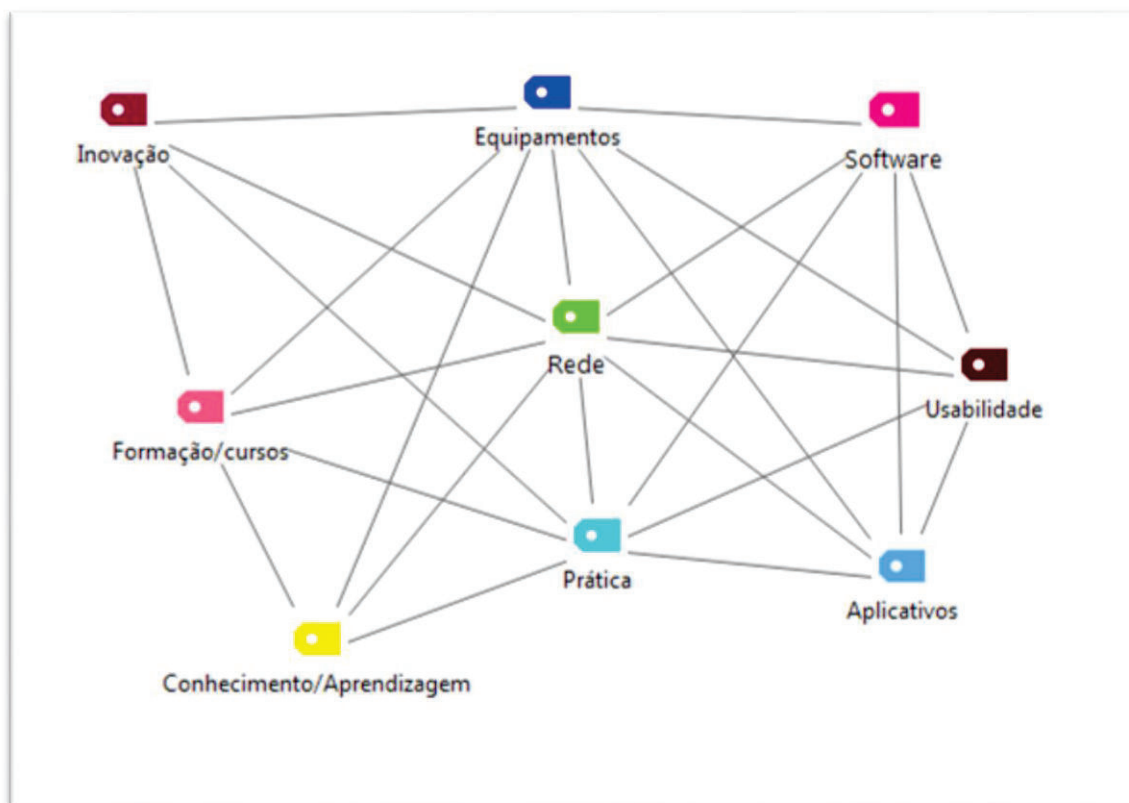 Inovação
Equipamentos
Software
Rede
Usabilidade
Formação/cursos
Prática
Aplicativos
Conhecimento/Aprendizagem